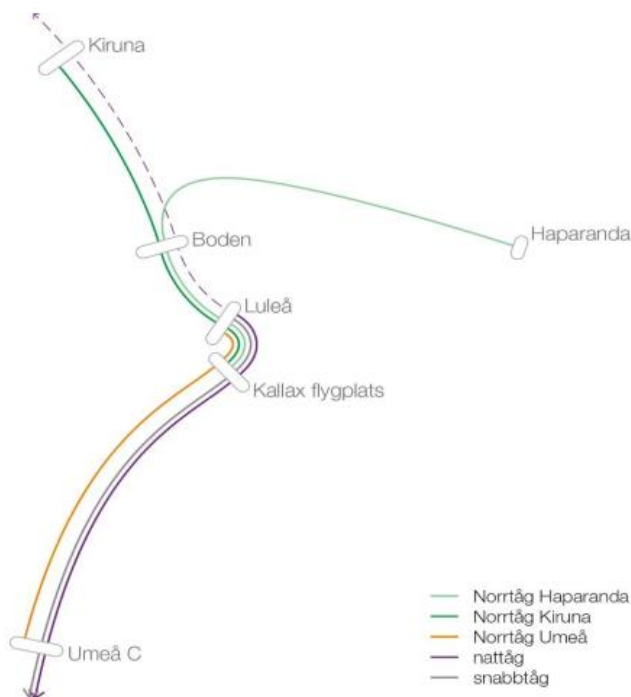 Kiruna
Boden
Haparanda
Luleå
Kallax flygplats
Umeå C
Norrtåg Haparanda
Norrtåg Kiruna
Norrtåg Umeå
nattåg
snabbtåg